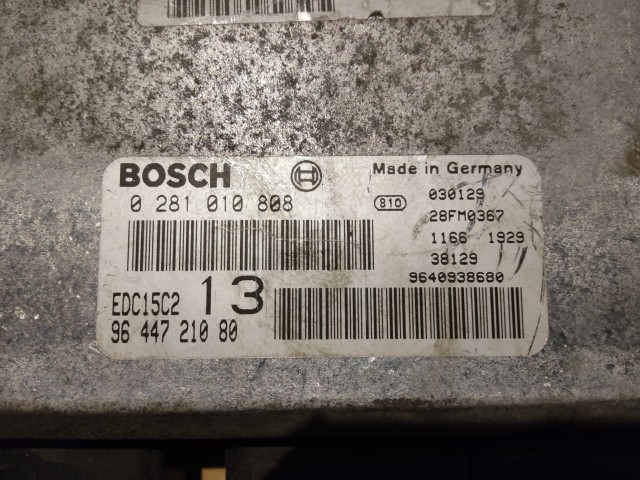 BOSCH
Made in Germany
0 281 010 808
810
030129
28FM0367
1166 1929
38129
9640938680
EDC15C2
13
96 447 210 80